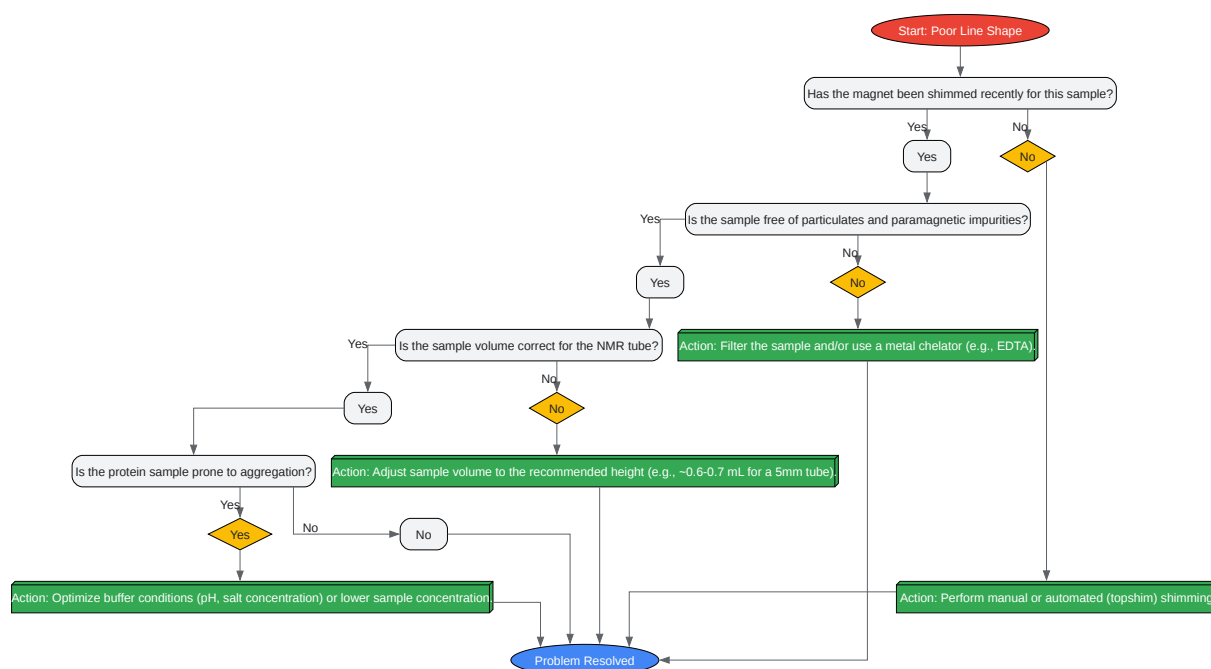 Start: Poor Line Shape
Has the magnet been shimmed recently for this sample?
Yes
No
Yes
No
Is the sample free of particulates and paramagnetic impurities?
Yes
No
Yes
No
Is the sample volume correct for the NMR tube?
Action: Filter the sample and/or use a metal chelator (e.g., EDTA).
Yes
No
Yes
No
Is the protein sample prone to aggregation?
Action: Adjust sample volume to the recommended height (e.g., ~0.6-0.7 mL for a 5mm tube).
Yes
No
Yes
No
Action: Optimize buffer conditions (pH, salt concentration) or lower sample concentration.
Action: Perform manual or automated (topshim) shimming
Problem Resolved